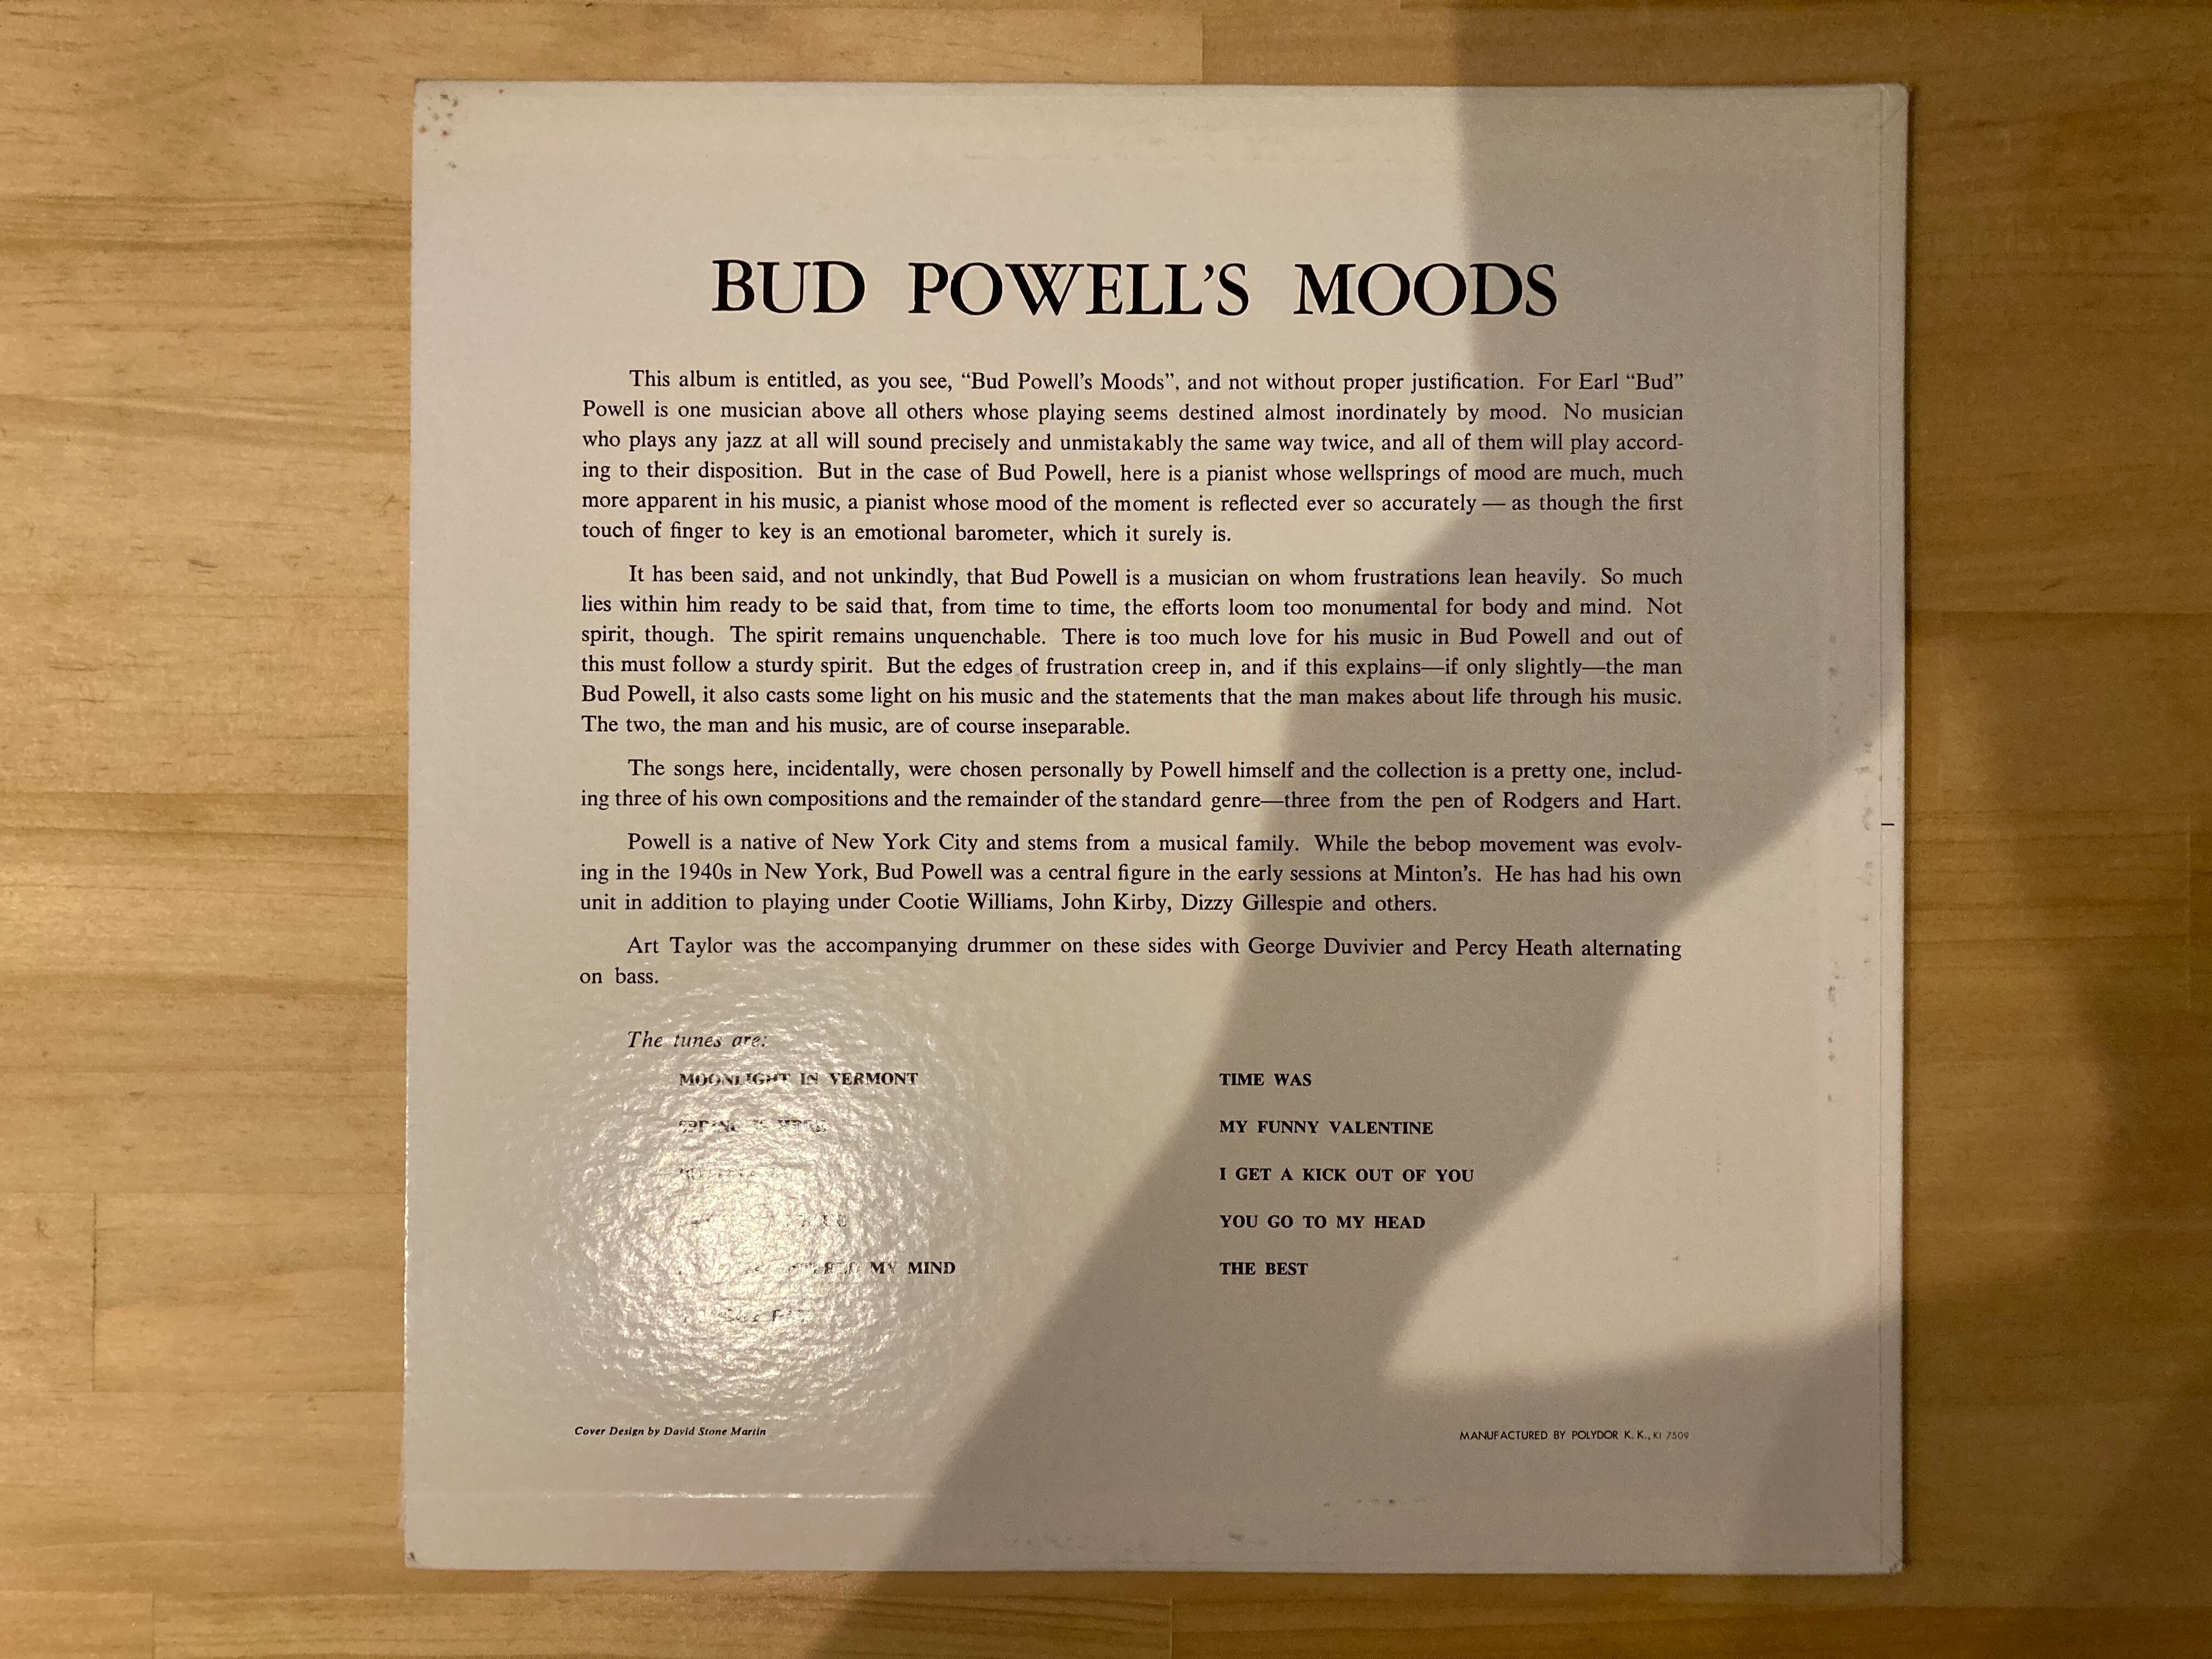 BUD POWELL’S MOODS
This album is entitled, as you see, “Bud Powell’s Moods”, and not without proper justification. For Earl “Bud”
Powell is one musician above all others whose playing seems destined almost inordinately by mood. No musician
who plays any jazz at all will sound precisely and unmistakably the same way twice, and all of them will play accord-
ing to their disposition. But in the case of Bud Powell, here is a pianist whose wellsprings of mood are much, much
more apparent in his music, a pianist whose mood of the moment is reflected ever so accurately — as though the first
touch of finger to key is an emotional barometer, which it surely is.
It has been said, and not unkindly, that Bud Powell is a musician on whom frustrations lean heavily. So much
lies within him ready to be said that, from time to time, the efforts loom too monumental for body and mind. Not
spirit, though. The spirit remains unquenchable. There is too much love for his music in Bud Powell and out of
this must follow a sturdy spirit. But the edges of frustration creep in, and if this explains—if only slightly—the man
Bud Powell, it also casts some light on his music and the statements that the man makes about life through his music.
The two, the man and his music, are of course inseparable.
The songs here, incidentally, were chosen personally by Powell himself and the collection is a pretty one, includ-
ing three of his own compositions and the remainder of the standard genre—three from the pen of Rodgers and Hart.
Powell is a native of New York City and stems from a musical family. While the bebop movement was evolv-
ing in the 1940s in New York, Bud Powell was a central figure in the early sessions at Minton’s. He has had his own
unit in addition to playing under Cootie Williams, John Kirby, Dizzy Gillespie and others.
Art Taylor was the accompanying drummer on these sides with George Duvivier and Percy Heath alternating
on bass.
The tunes are:
MOONLIGHT IN VERMONT
SPRING IS HERE
MY MIND
TIME WAS
MY FUNNY VALENTINE
I GET A KICK OUT OF YOU
YOU GO TO MY HEAD
THE BEST
Cover Design by David Stone Martin
MANUFACTURED BY POLYDOR K. K., KI 7509